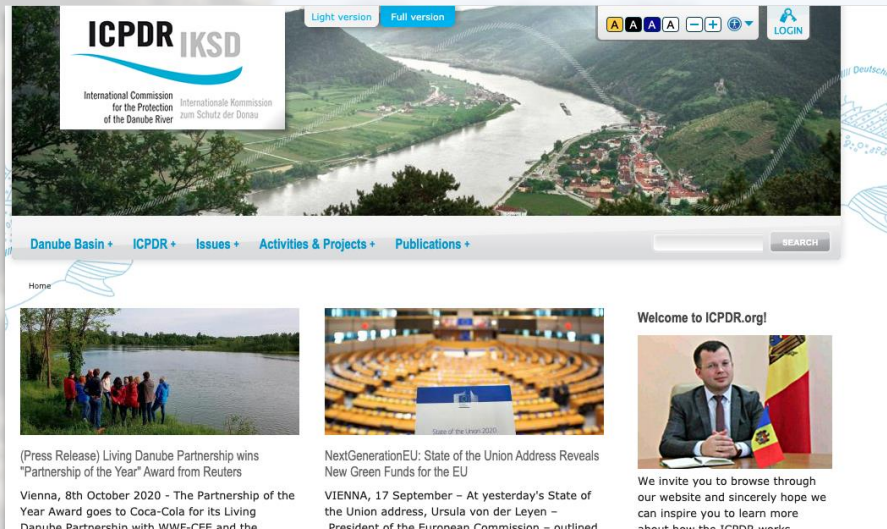 Light version
Full version
A A A A
LOGIN
ICPDR IKSD
International Commission
for the Protection
of the Danube River
Internationale Kommission
zum Schutz der Donau
Deutsch
Danube Basin +
ICPDR +
Issues +
Activities & Projects +
Publications +
SEARCH
Home
State of the Union 2020
(Press Release) Living Danube Partnership wins
"Partnership of the Year" Award from Reuters
Vienna, 8th October 2020 - The Partnership of the
Year Award goes to Coca-Cola for its Living
Danube Partnership with WWF-CEE and the
NextGenerationEU: State of the Union Address Reveals
New Green Funds for the EU
VIENNA, 17 September – At yesterday's State of
the Union address, Ursula von der Leyen –
President of the European Commission – outlined
Welcome to ICPDR.org!
We invite you to browse through
our website and sincerely hope we
can inspire you to learn more
about how the ICPDR works